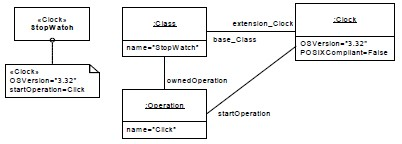 «Clock»
StopWatch
«Clock»
OSVersion="3.32"
startOperation=Click
:Class
name="StopWatch"
extension_Clock
base_Class
:Clock
OSVersion="3.32"
POSIXCompliant=False
ownedOperation
:Operation
name="Click"
startOperation